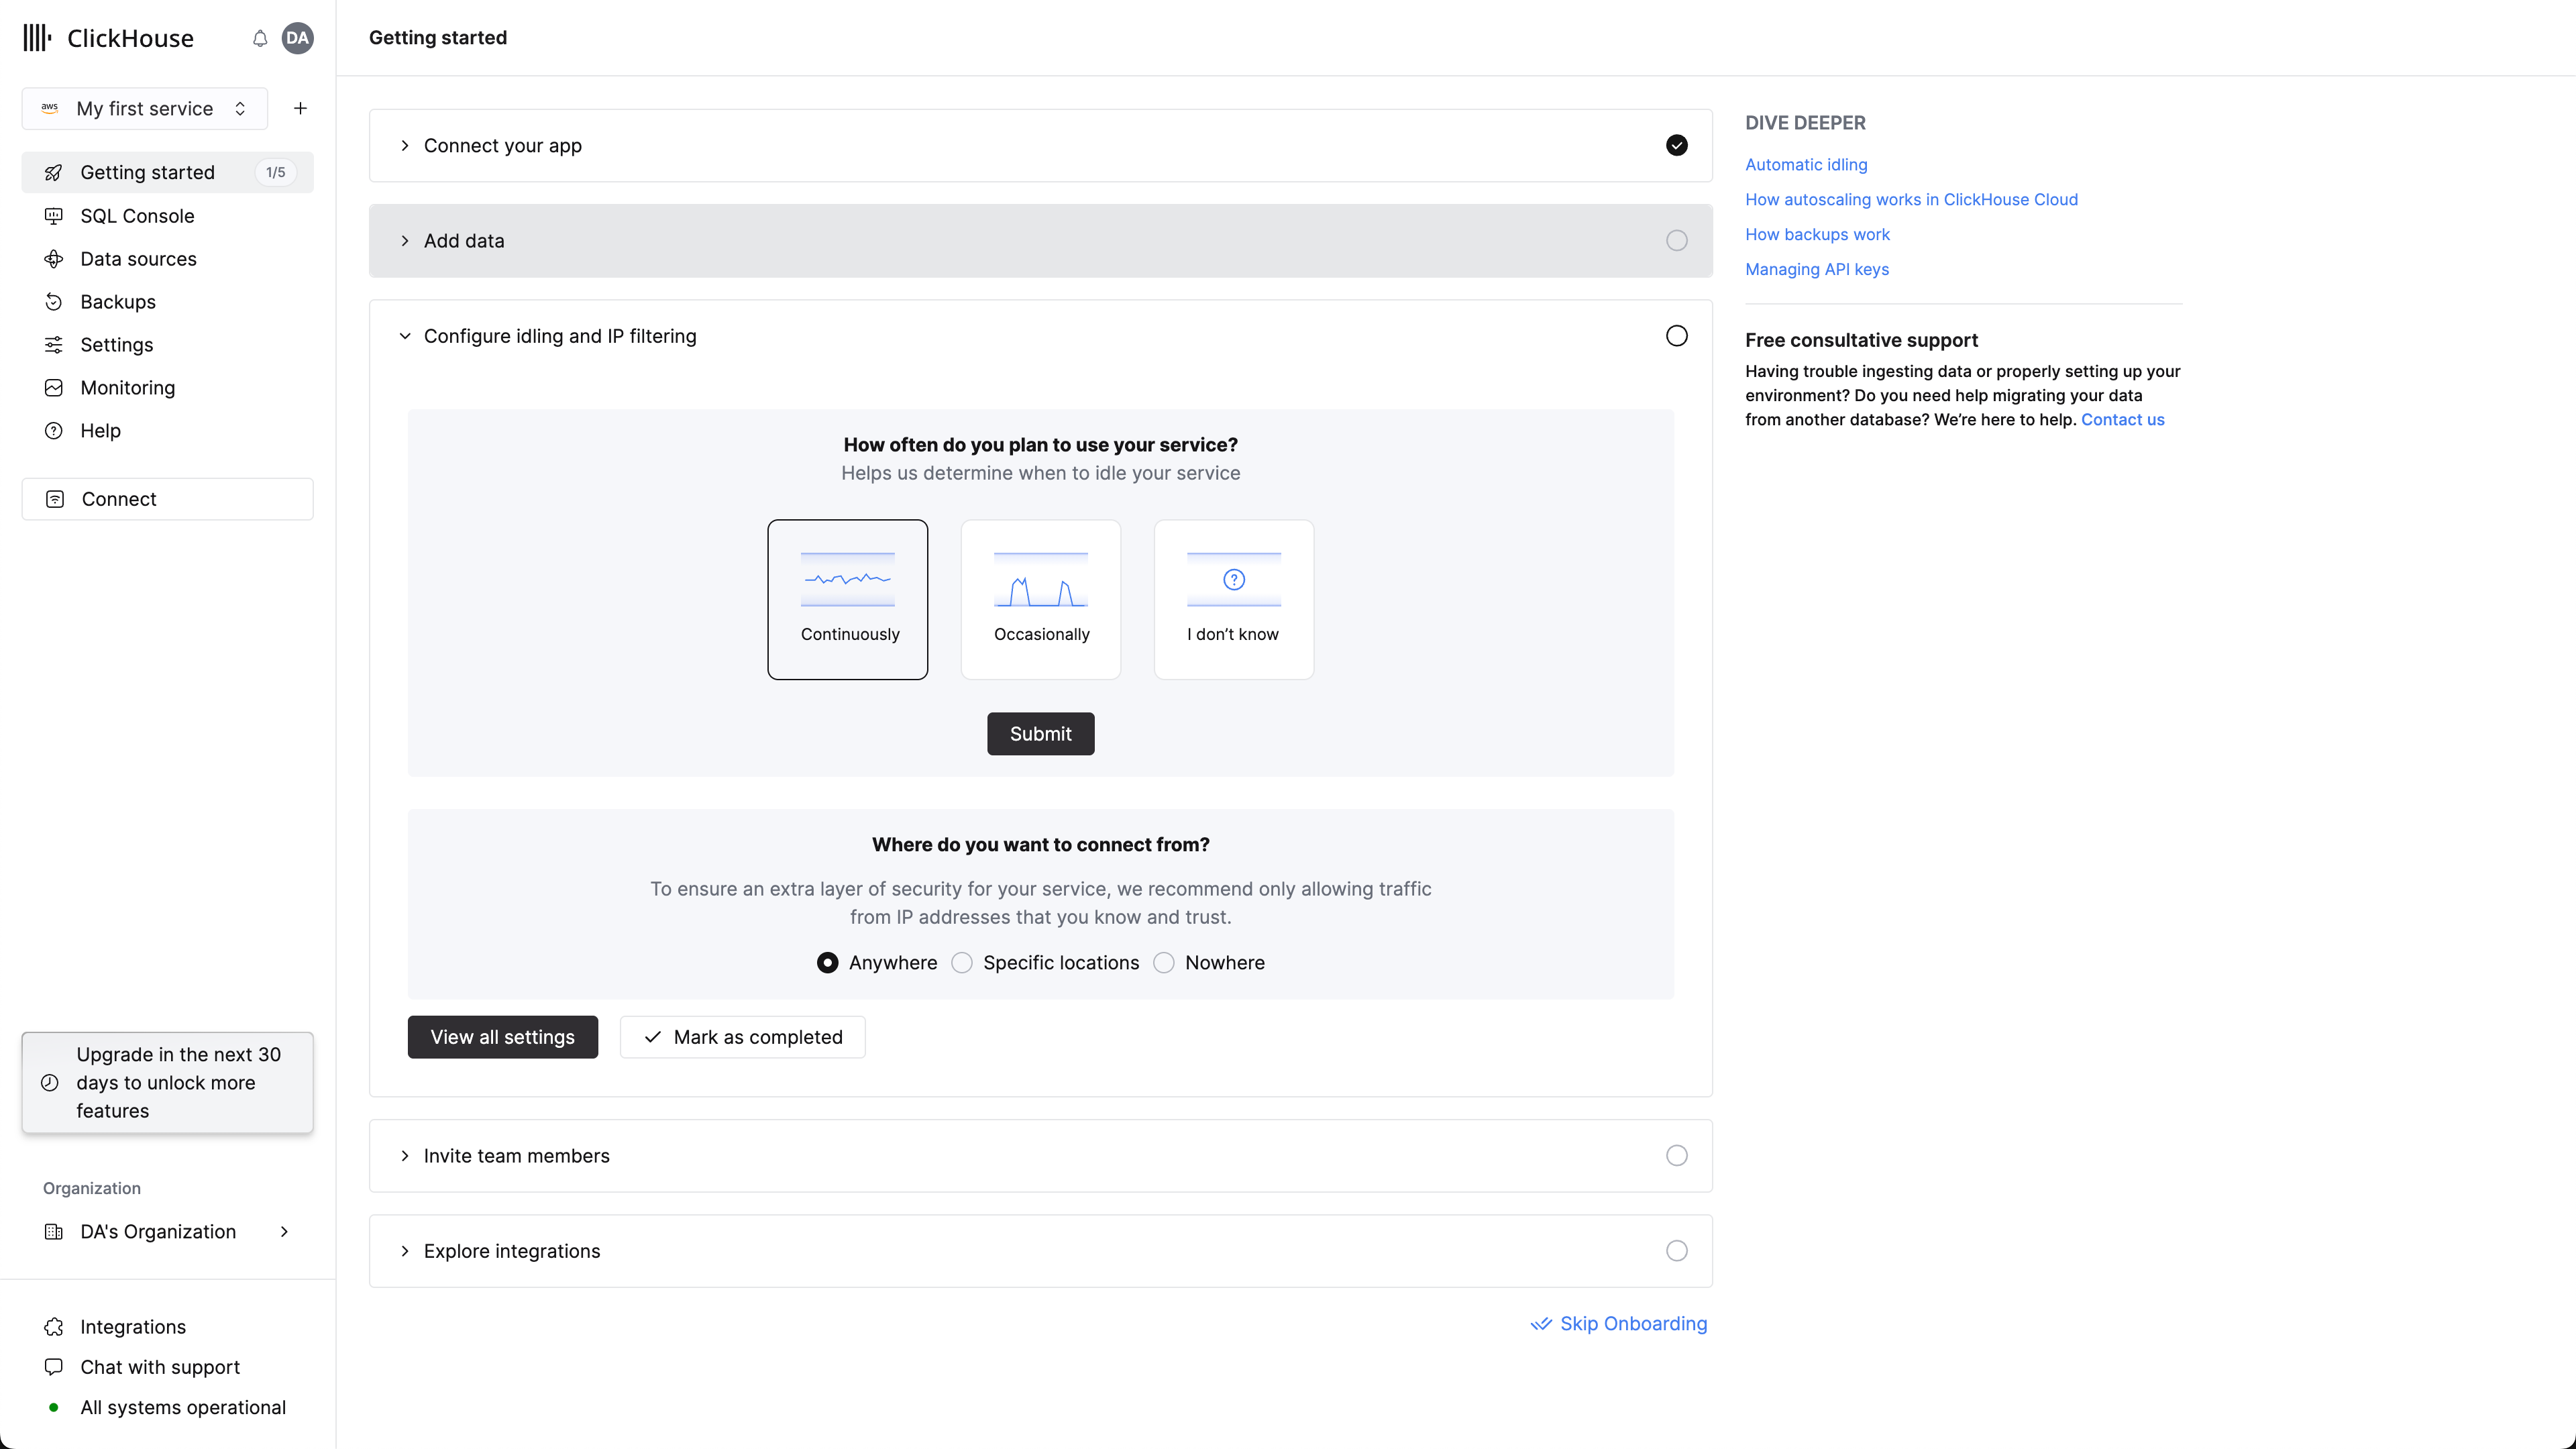 ClickHouse
DA
aws
My first service
Getting started
1/5
SQL Console
Data sources
Backups
Settings
Monitoring
Help
Connect
Upgrade in the next 30
days to unlock more
features
Organization
DA's Organization
Integrations
Chat with support
All systems operational
Getting started
Connect your app
Add data
Configure idling and IP filtering
How often do you plan to use your service?
Helps us determine when to idle your service
Continuously
Occasionally
?
I don’t know
Submit
Where do you want to connect from?
To ensure an extra layer of security for your service, we recommend only allowing traffic
from IP addresses that you know and trust.
Anywhere
Specific locations
Nowhere
View all settings
Mark as completed
Invite team members
Explore integrations
Skip Onboarding
DIVE DEEPER
Automatic idling
How autoscaling works in ClickHouse Cloud
How backups work
Managing API keys
Free consultative support
Having trouble ingesting data or properly setting up your
environment? Do you need help migrating your data
from another database? We’re here to help. Contact us